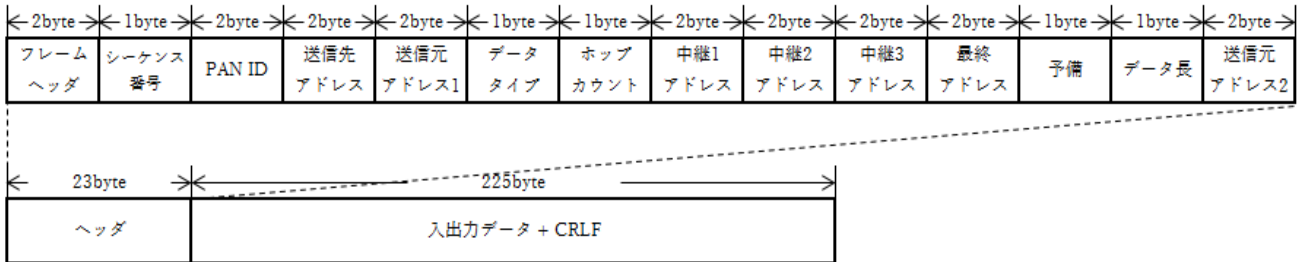 2byte 1byte 2byte 2byte 2byte 1byte 1byte 2byte 2byte 2byte 2byte 1byte 1byte 2byte
フレーム シーケンス PAN ID 送信先 送信元 データ ホップ 中継1 中継2 中継3 最終 予備 データ長 送信元
ヘッダ 番号 アドレス アドレス1 タイプ カウント アドレス アドレス アドレス アドレス アドレス2
23byte 225byte
ヘッダ 入出力データ + CRLF